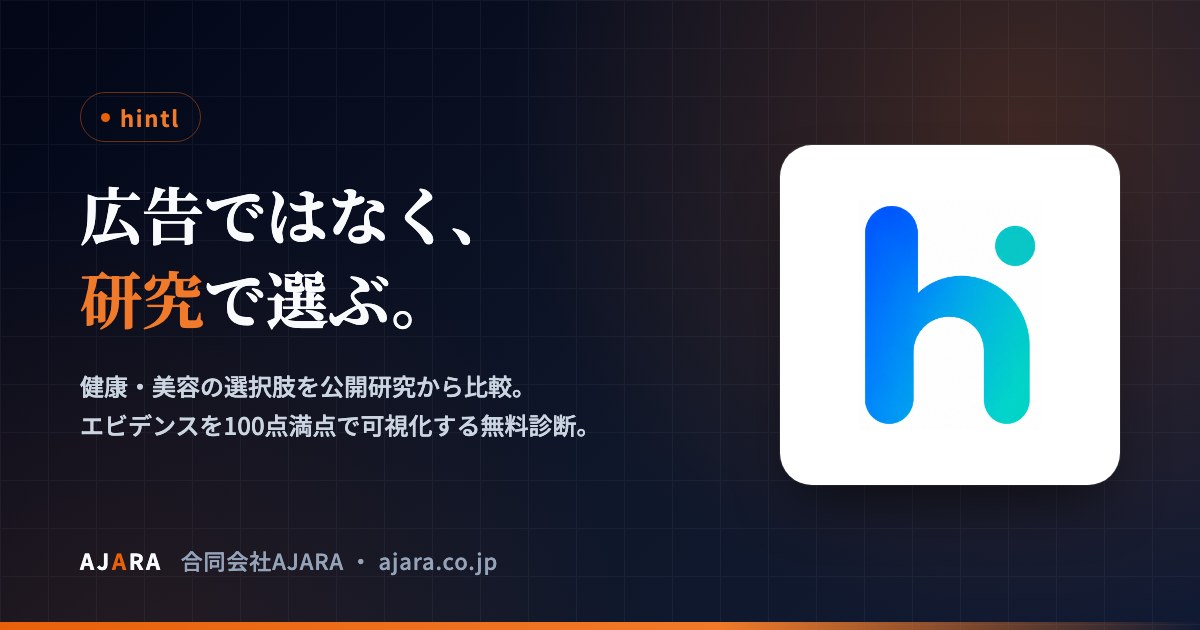 hintl
広告ではなく、
研究で選ぶ。
健康・美容の選択肢を公開研究から比較。
エビデンスを100点満点で可視化する無料診断。
hi
AJARA 合同会社AJARA ・ ajara.co.jp